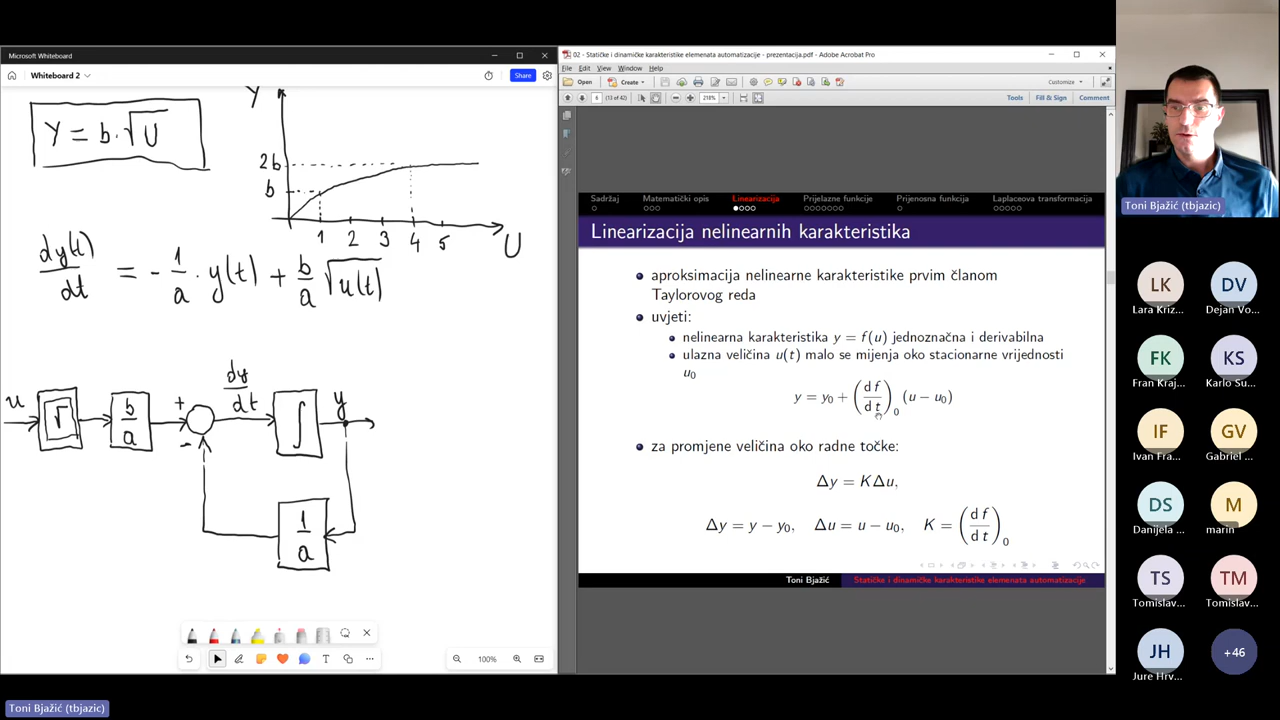 Microsoft Whiteboard
Whiteboard 2
Share
Y = b·√U
Y
2b
b
1 2 3 4 5
U
dy(t)/dt = - 1/a · y(t) + b/a √u(t)
u
√
b/a
+
-
dy/dt
∫
y
1/a
100%
02 - Statičke i dinamičke karakteristike elemenata automatizacije - prezentacija.pdf - Adobe Acrobat Pro
File Edit View Window Help
Open
Create
Customize
6 (13 of 42)
218%
Tools
Fill & Sign
Comment
Sadržaj Matematički opis Linearizacija Prijelazne funkcije Prijenosna funkcija Laplaceova transformacija
Linearizacija nelinearnih karakteristika
aproksimacija nelinearne karakteristike prvim članom
Taylorovog reda
uvjeti:
nelinearna karakteristika y = f(u) jednoznačna i derivabilna
ulazna veličina u(t) malo se mijenja oko stacionarne vrijednosti
u₀
y = y₀ + (df/dt)₀ (u − u₀)
za promjene veličina oko radne točke:
Δy = KΔu,
Δy = y − y₀, Δu = u − u₀, K = (df/dt)₀
Toni Bjažić
Statičke i dinamičke karakteristike elemenata automatizacije
Toni Bjažić (tbjazic)
LK
Lara Kriz...
DV
Dejan Vo...
FK
Fran Kraj...
KS
Karlo Su...
IF
Ivan Fra...
GV
Gabriel ...
DS
Danijela ...
M
marin
TS
Tomislav...
TM
Tomislav...
JH
Jure Hrv...
+46
Toni Bjažić (tbjazic)